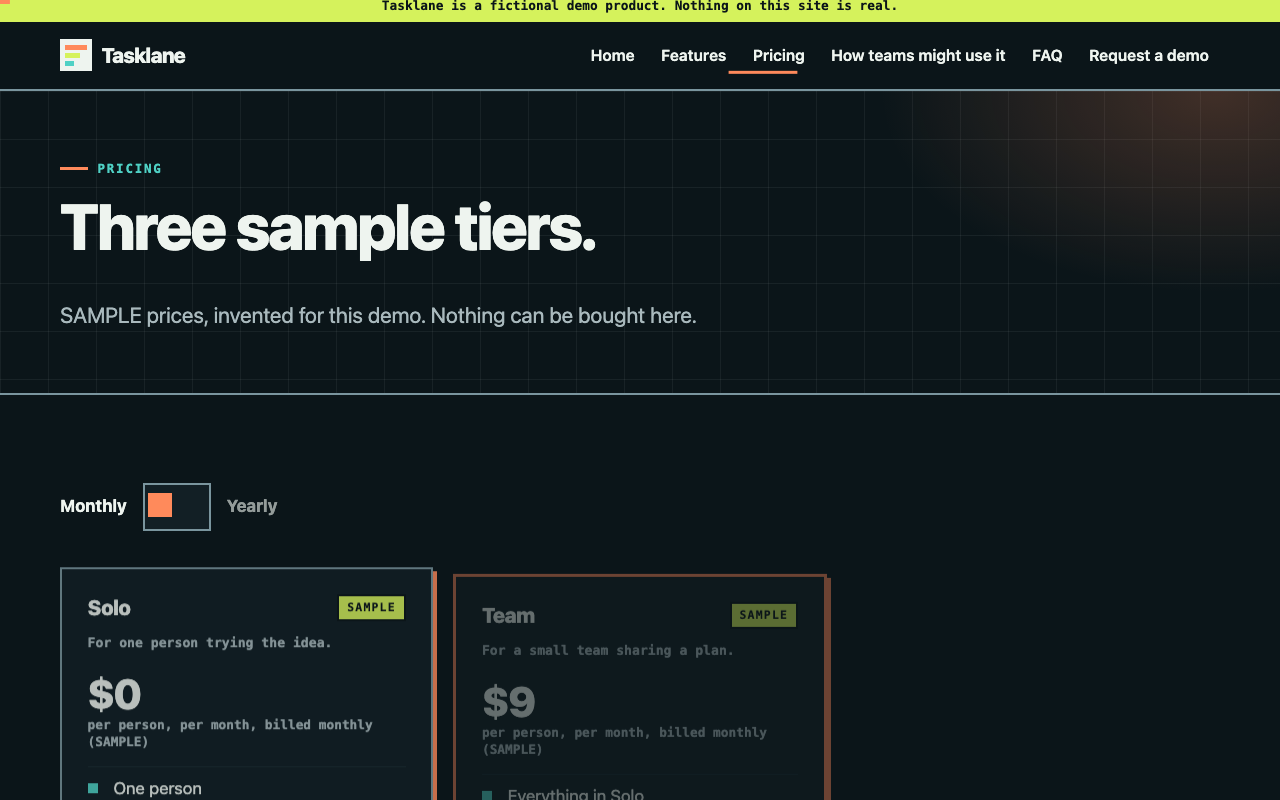 Tasklane is a fictional demo product. Nothing on this site is real.
Tasklane
Home Features Pricing How teams might use it FAQ Request a demo
PRICING
Three sample tiers.
SAMPLE prices, invented for this demo. Nothing can be bought here.
Monthly Yearly
Solo SAMPLE
For one person trying the idea.
$0
per person, per month, billed monthly
(SAMPLE)
One person
Team SAMPLE
For a small team sharing a plan.
$9
per person, per month, billed monthly
(SAMPLE)
Everything in Solo